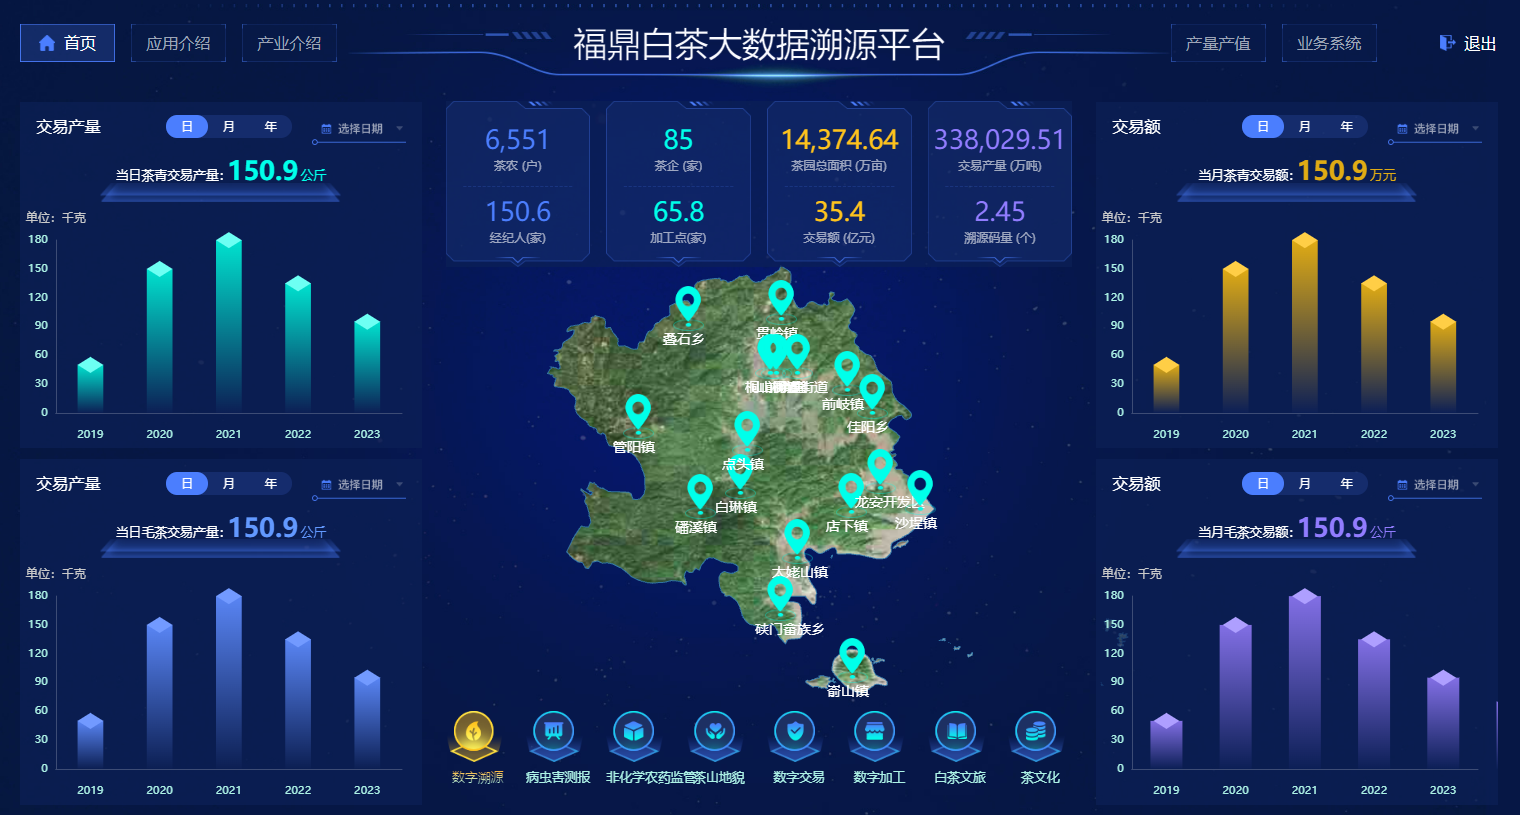 首页
应用介绍
产业介绍
福鼎白茶大数据溯源平台
产量产值
业务系统
退出
交易产量
日 月 年
选择日期
当日茶青交易产量: 150.9公斤
单位: 千克
180
150
120
90
60
30
0
2019 2020 2021 2022 2023
交易产量
日 月 年
选择日期
当日毛茶交易产量: 150.9公斤
单位: 千克
180
150
120
90
60
30
0
2019 2020 2021 2022 2023
6,551
茶农 (户)
85
茶企 (家)
14,374.64
茶园总面积 (万亩)
338,029.51
交易产量 (万吨)
150.6
经纪人(家)
65.8
加工点(家)
35.4
交易额 (亿元)
2.45
溯源码量 (个)
叠石乡
贯岭镇
街道
前岐镇
佳阳乡
管阳镇
点头镇
白琳镇
磻溪镇
龙安开发区
店下镇
沙埕镇
太姥山镇
硖门畲族乡
嵛山镇
数字溯源
病虫害测报
非化学农药监管
茶山地貌
数字交易
数字加工
白茶文旅
茶文化
交易额
日 月 年
选择日期
当月茶青交易额: 150.9万元
单位: 千克
180
150
120
90
60
30
0
2019 2020 2021 2022 2023
交易额
日 月 年
选择日期
当月毛茶交易额: 150.9公斤
单位: 千克
180
150
120
90
60
30
0
2019 2020 2021 2022 2023